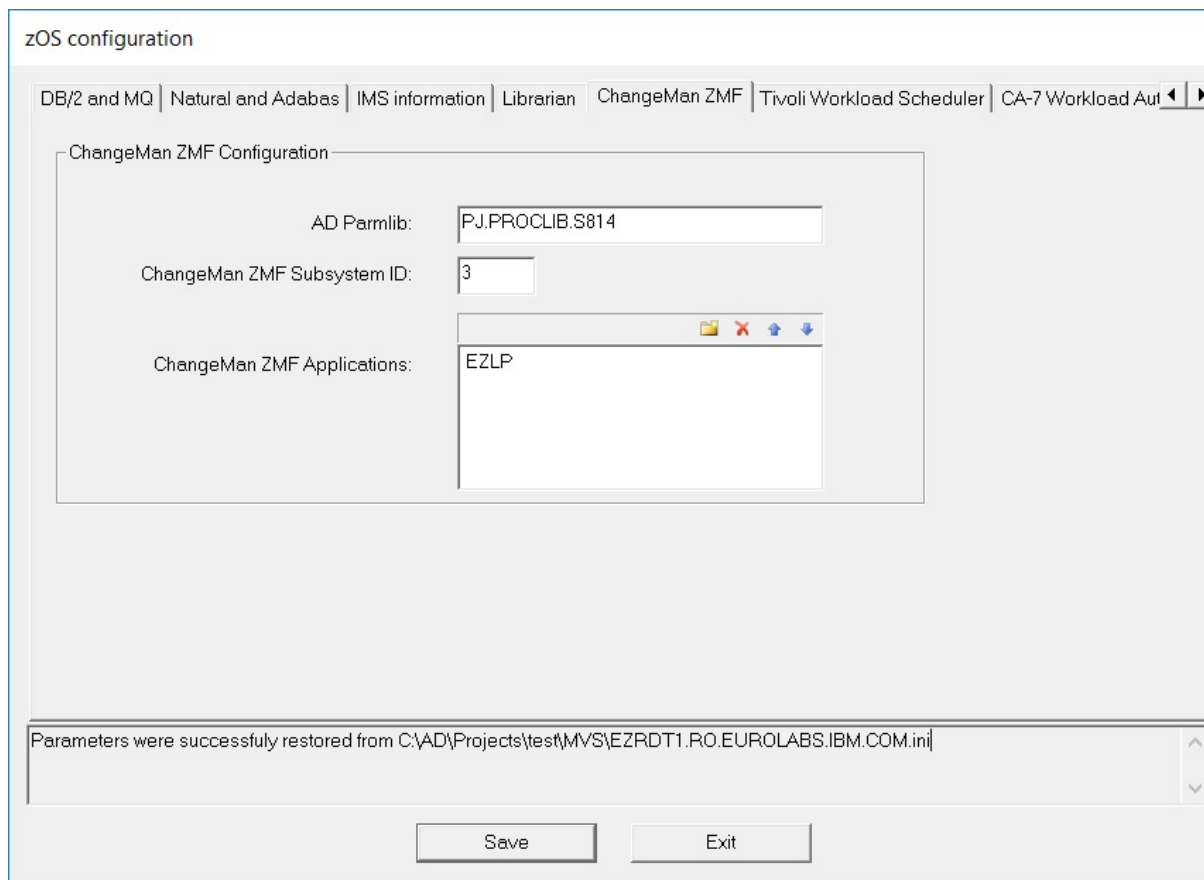 zOS configuration
DB/2 and MQ Natural and Adabas IMS information Librarian ChangeMan ZMF Tivoli Workload Scheduler CA-7 Workload Aut
ChangeMan ZMF Configuration
AD Parmlib: PJ.PROCLIB.S814
ChangeMan ZMF Subsystem ID: 3
ChangeMan ZMF Applications: EZLP
Parameters were successfuly restored from C:\AD\Projects\test\MVS\EZRDT1.RO.EUROLABS.IBM.COM.ini
Save Exit